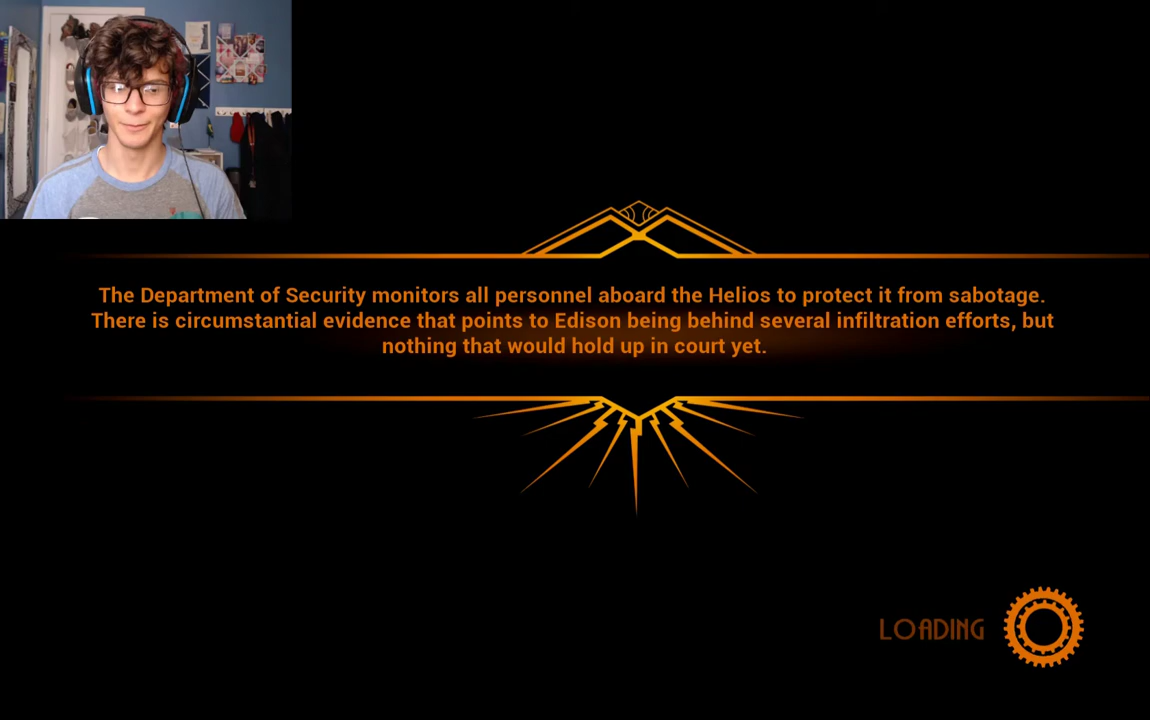 The Department of Security monitors all personnel aboard the Helios to protect it from sabotage.
There is circumstantial evidence that points to Edison being behind several infiltration efforts, but
nothing that would hold up in court yet.
LOADING